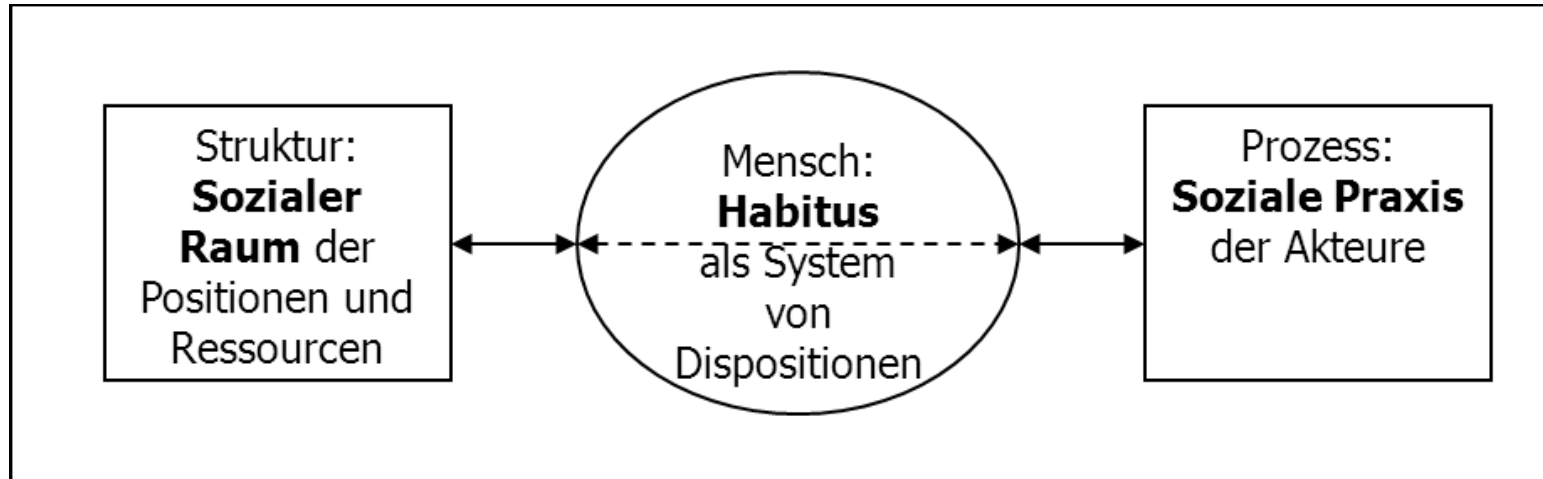 Struktur:
Sozialer
Raum der
Positionen und
Ressourcen
Mensch:
Habitus
als System
von
Dispositionen
Prozess:
Soziale Praxis
der Akteure